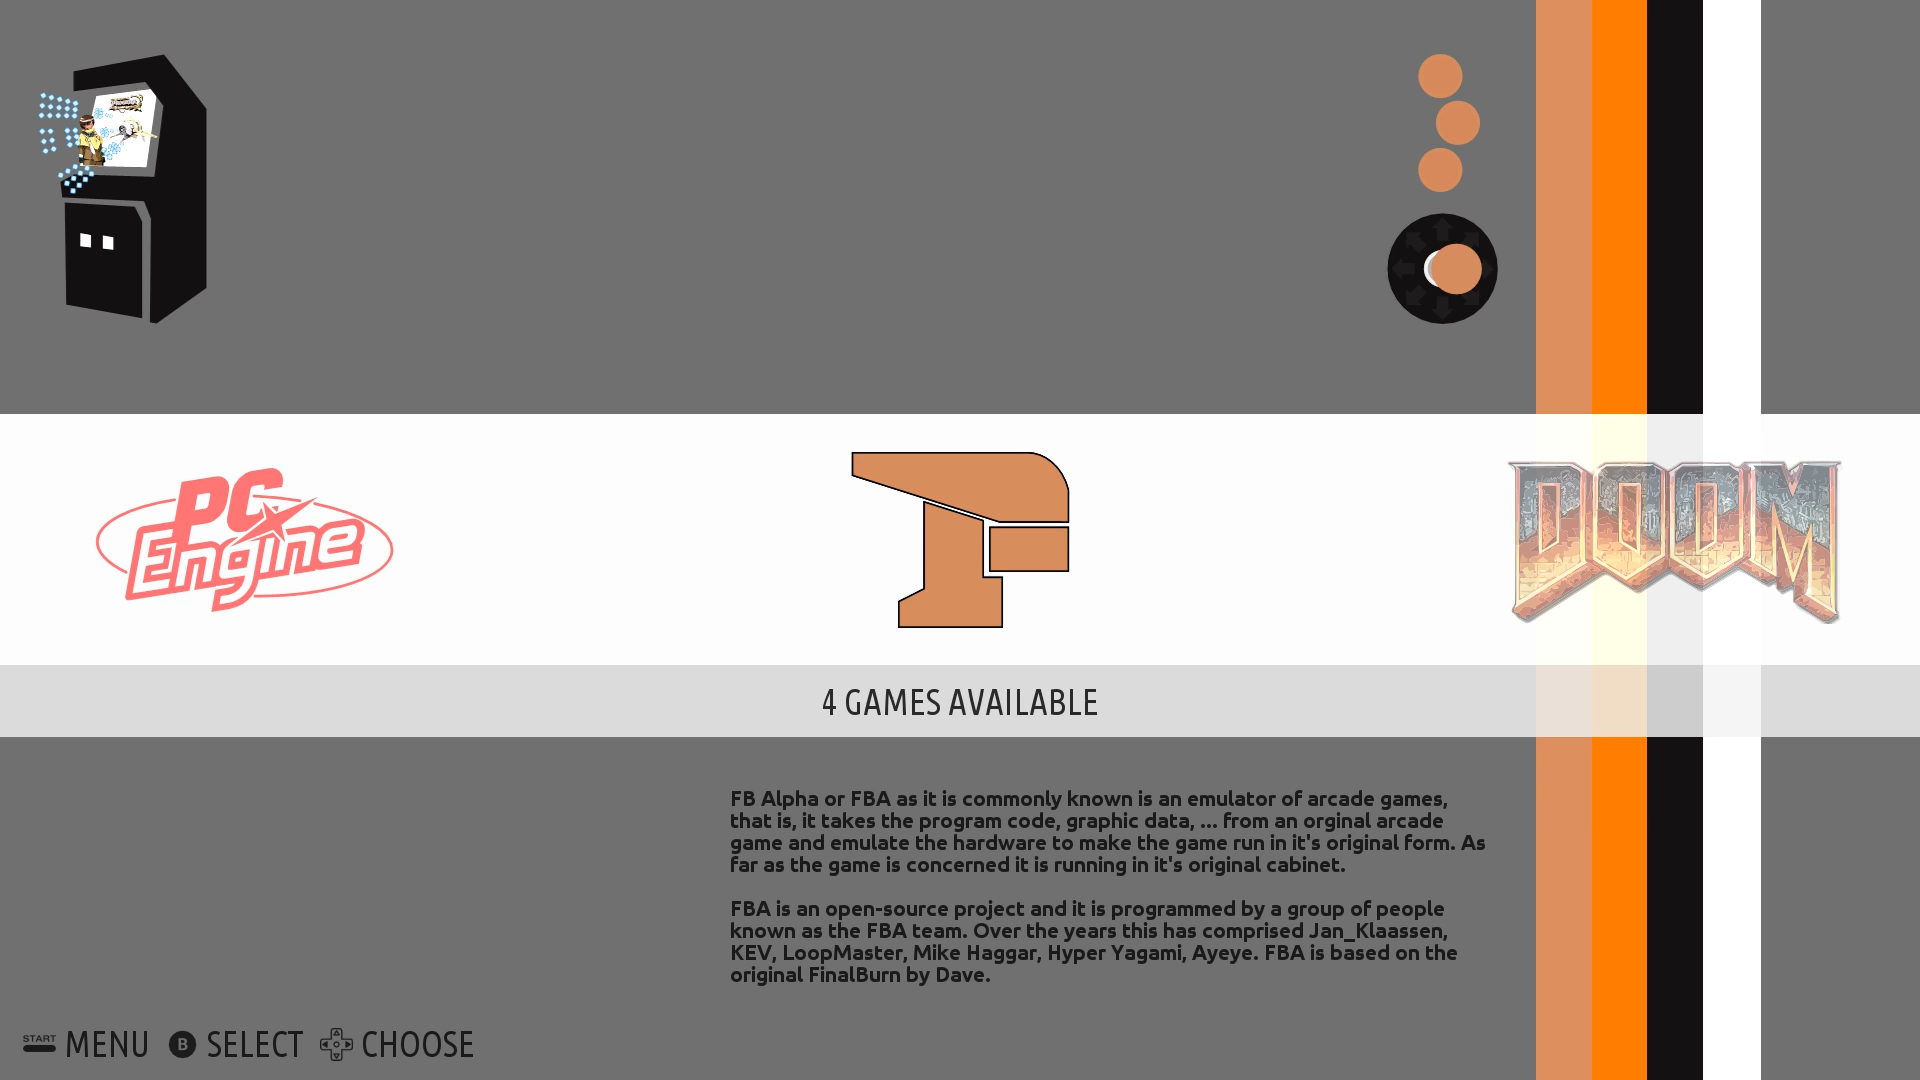 PC
Engine
DOOM
4 GAMES AVAILABLE
FB Alpha or FBA as it is commonly known is an emulator of arcade games,
that is, it takes the program code, graphic data, ... from an orginal arcade
game and emulate the hardware to make the game run in it's original form. As
far as the game is concerned it is running in it's original cabinet.
FBA is an open-source project and it is programmed by a group of people
known as the FBA team. Over the years this has comprised Jan_Klaassen,
KEV, LoopMaster, Mike Haggar, Hyper Yagami, Ayeye. FBA is based on the
original FinalBurn by Dave.
START MENU B SELECT CHOOSE